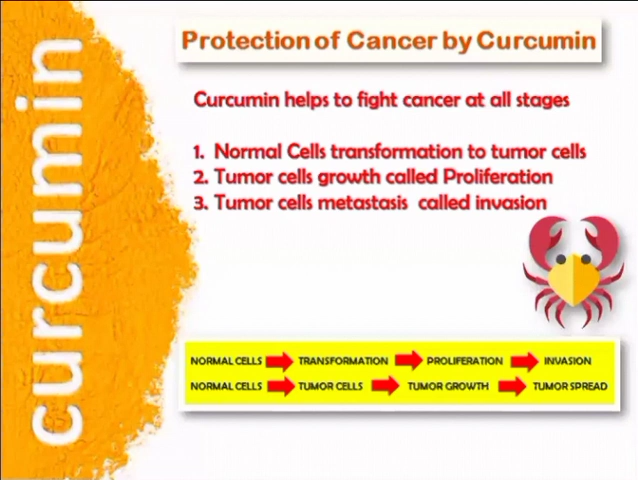 curcumin
Protection of Cancer by Curcumin
Curcumin helps to fight cancer at all stages
1. Normal Cells transformation to tumor cells
2. Tumor cells growth called Proliferation
3. Tumor cells metastasis called invasion
NORMAL CELLS TRANSFORMATION PROLIFERATION INVASION
NORMAL CELLS TUMOR CELLS TUMOR GROWTH TUMOR SPREAD